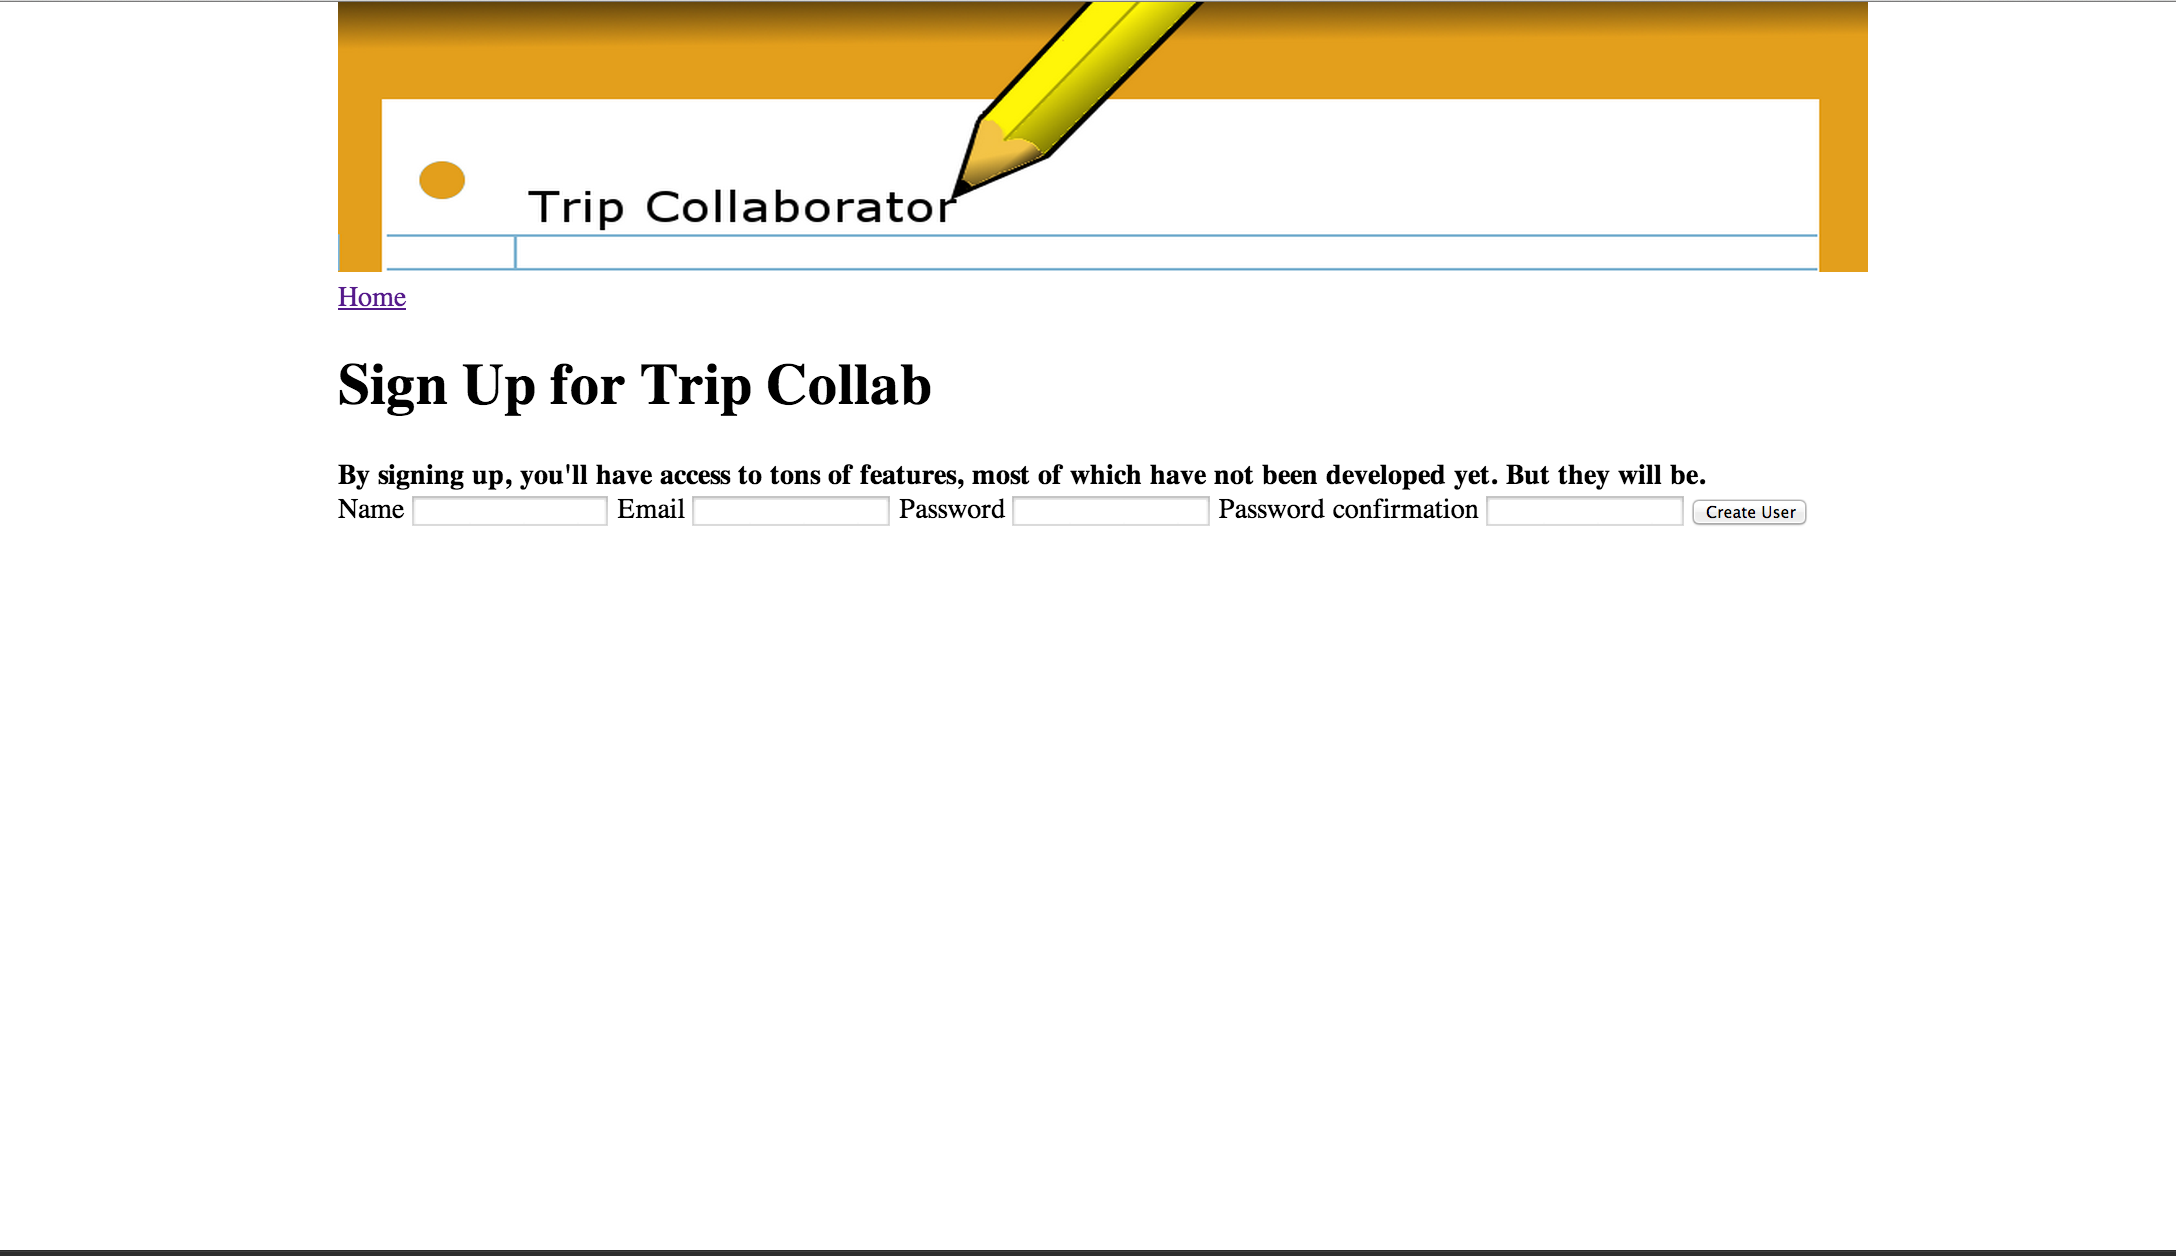 Trip Collaborator
Home
Sign Up for Trip Collab
By signing up, you'll have access to tons of features, most of which have not been developed yet. But they will be.
Name Email Password Password confirmation Create User